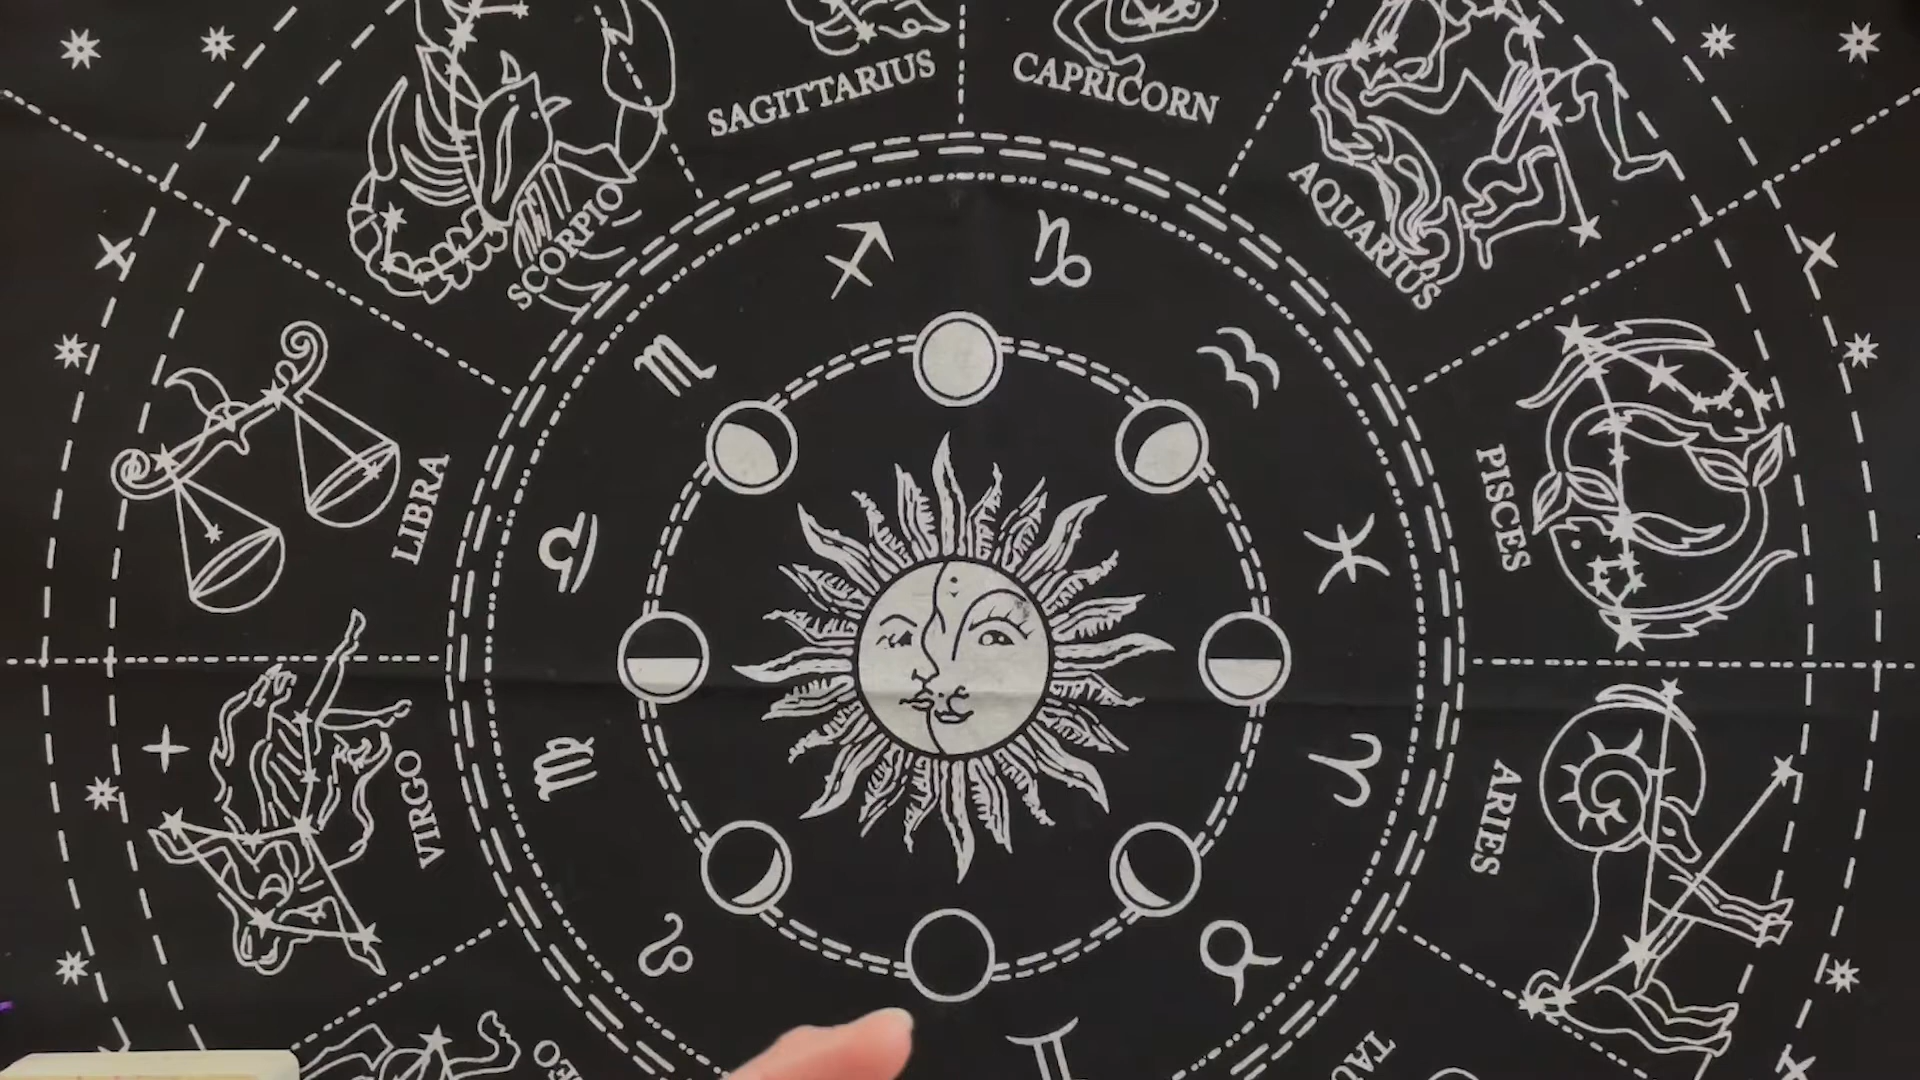 SAGITTARIUS
CAPRICORN
SCORPIO
AQUARIUS
LIBRA
PISCES
VIRGO
ARIES